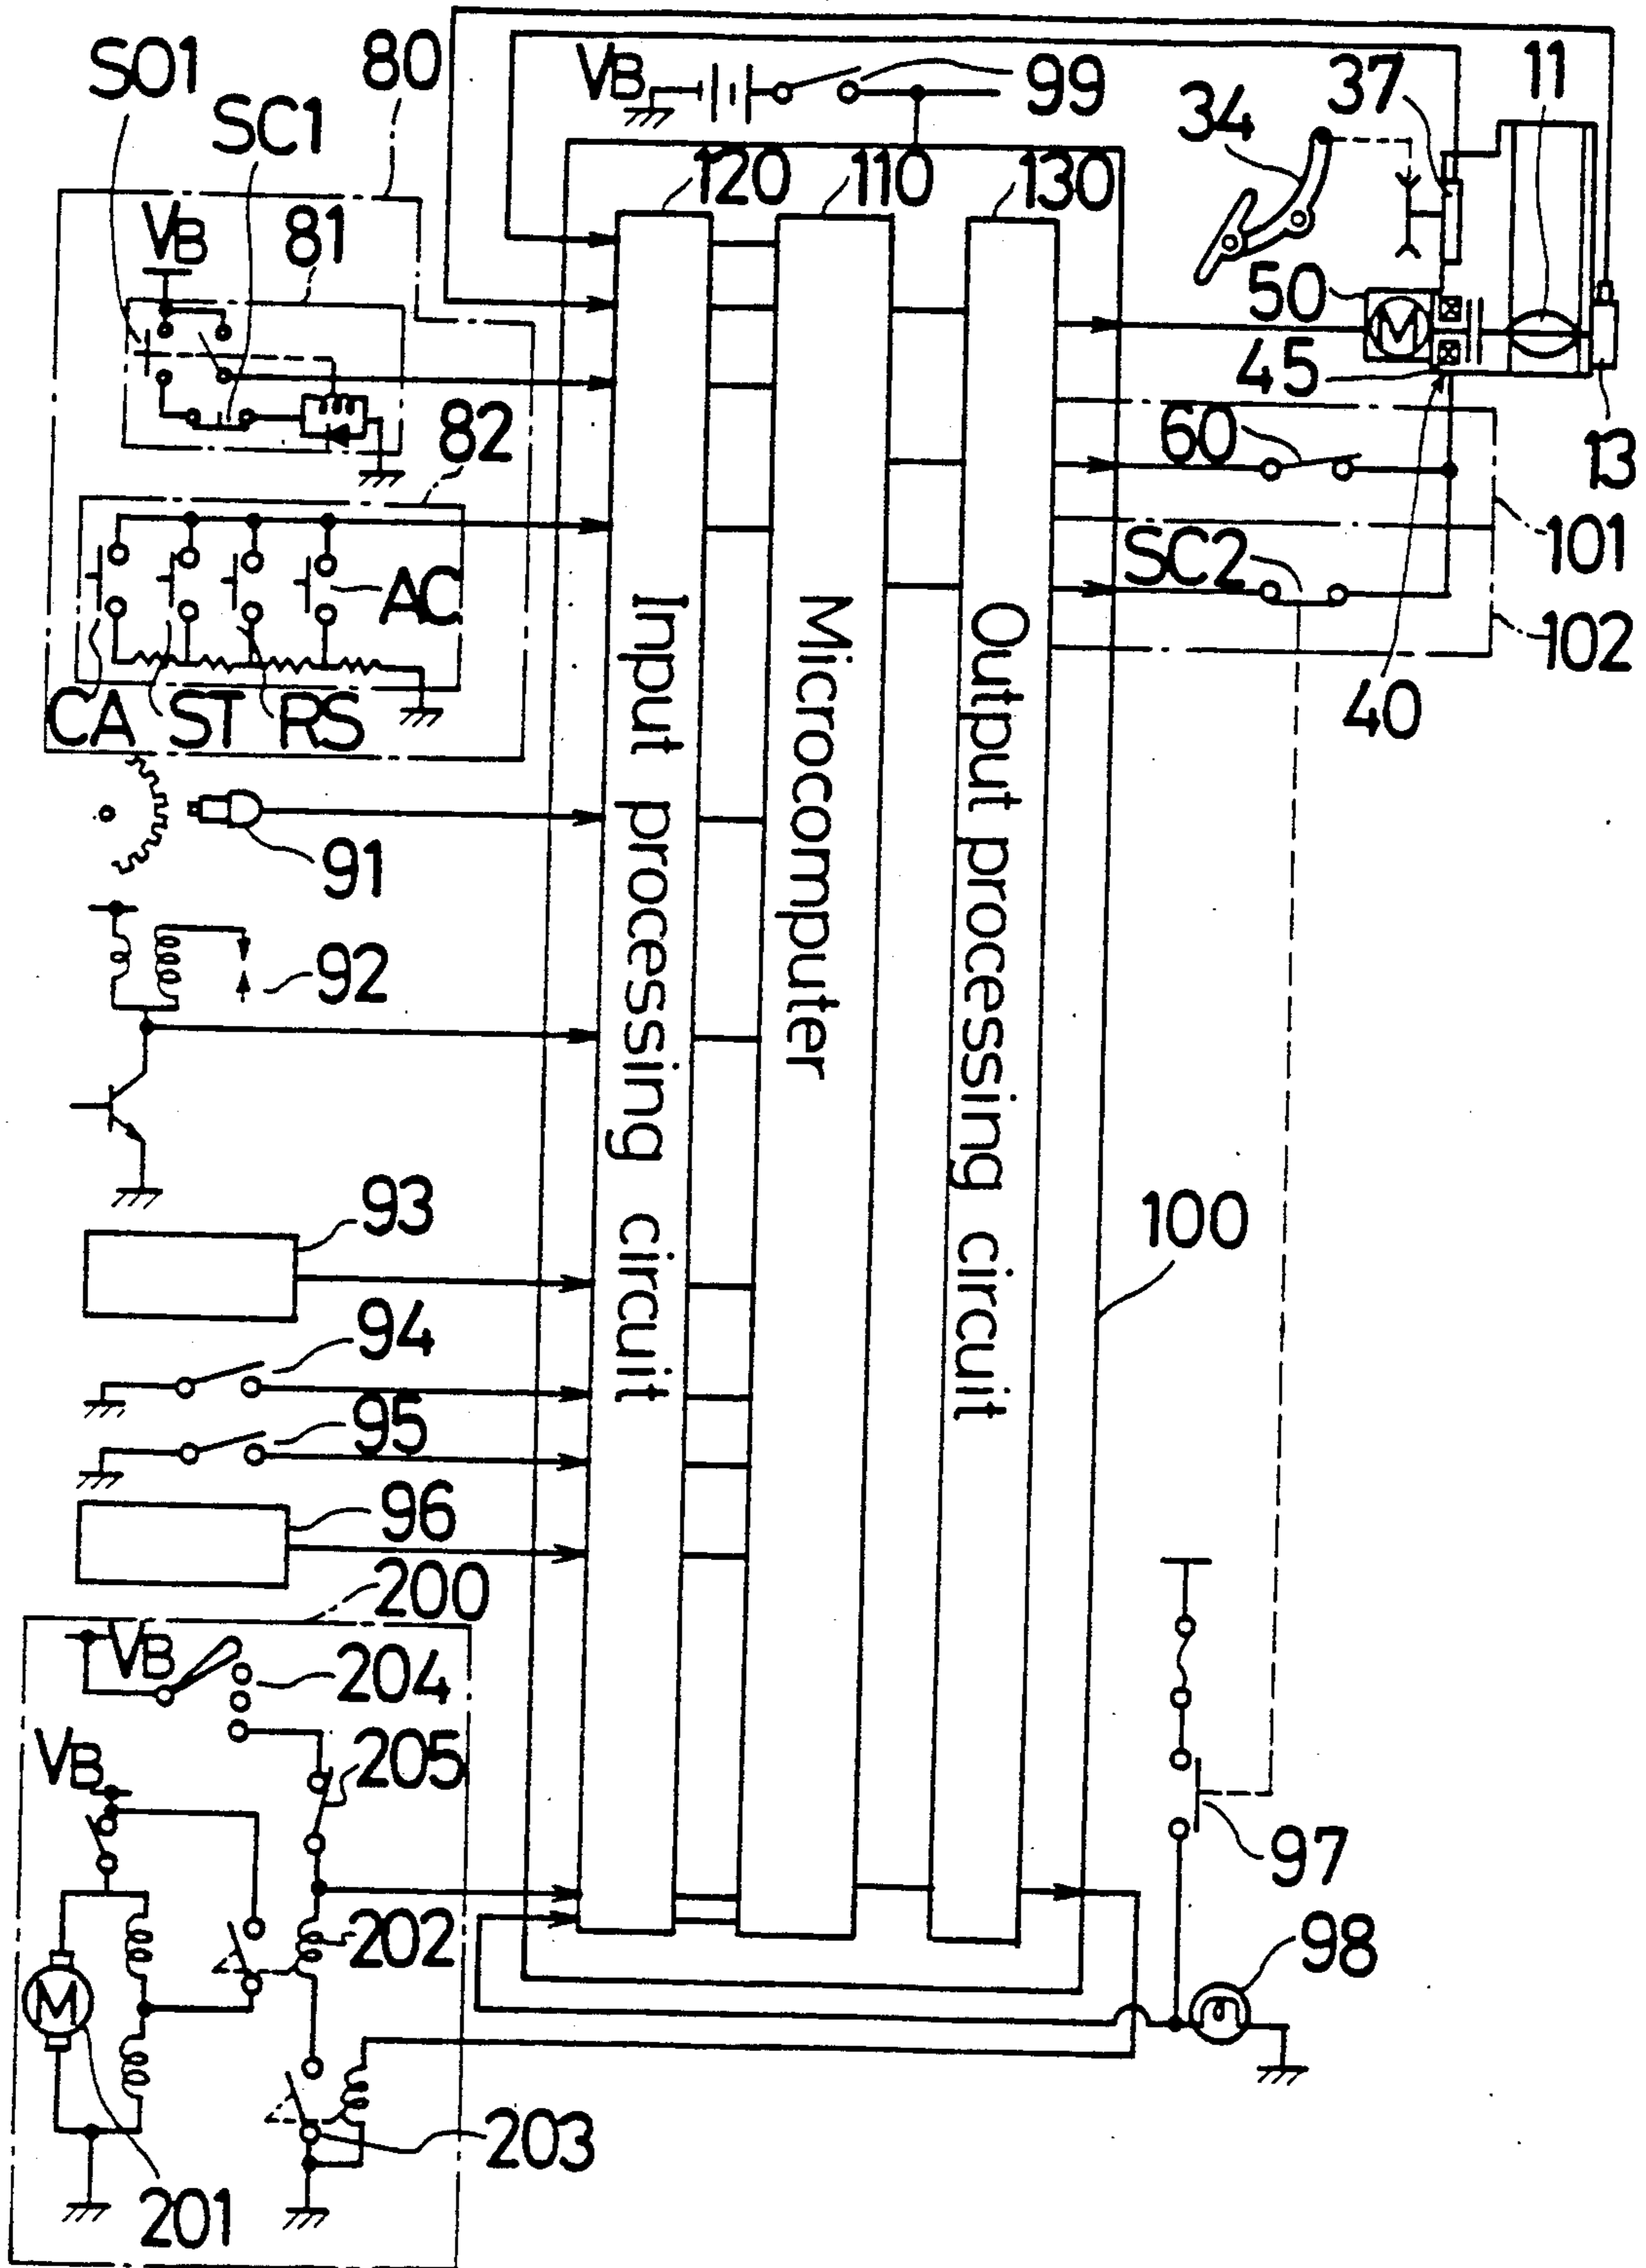 SO1
80
VB
99
37
11
SC1
34
120
110
130
VB
81
50
45
82
60
13
101
SC2
AC
102
40
CA
ST
RS
Input processing circuit
Microcomputer
Output processing circuit
91
92
93
100
94
95
96
200
VB
204
VB
205
97
202
98
203
201